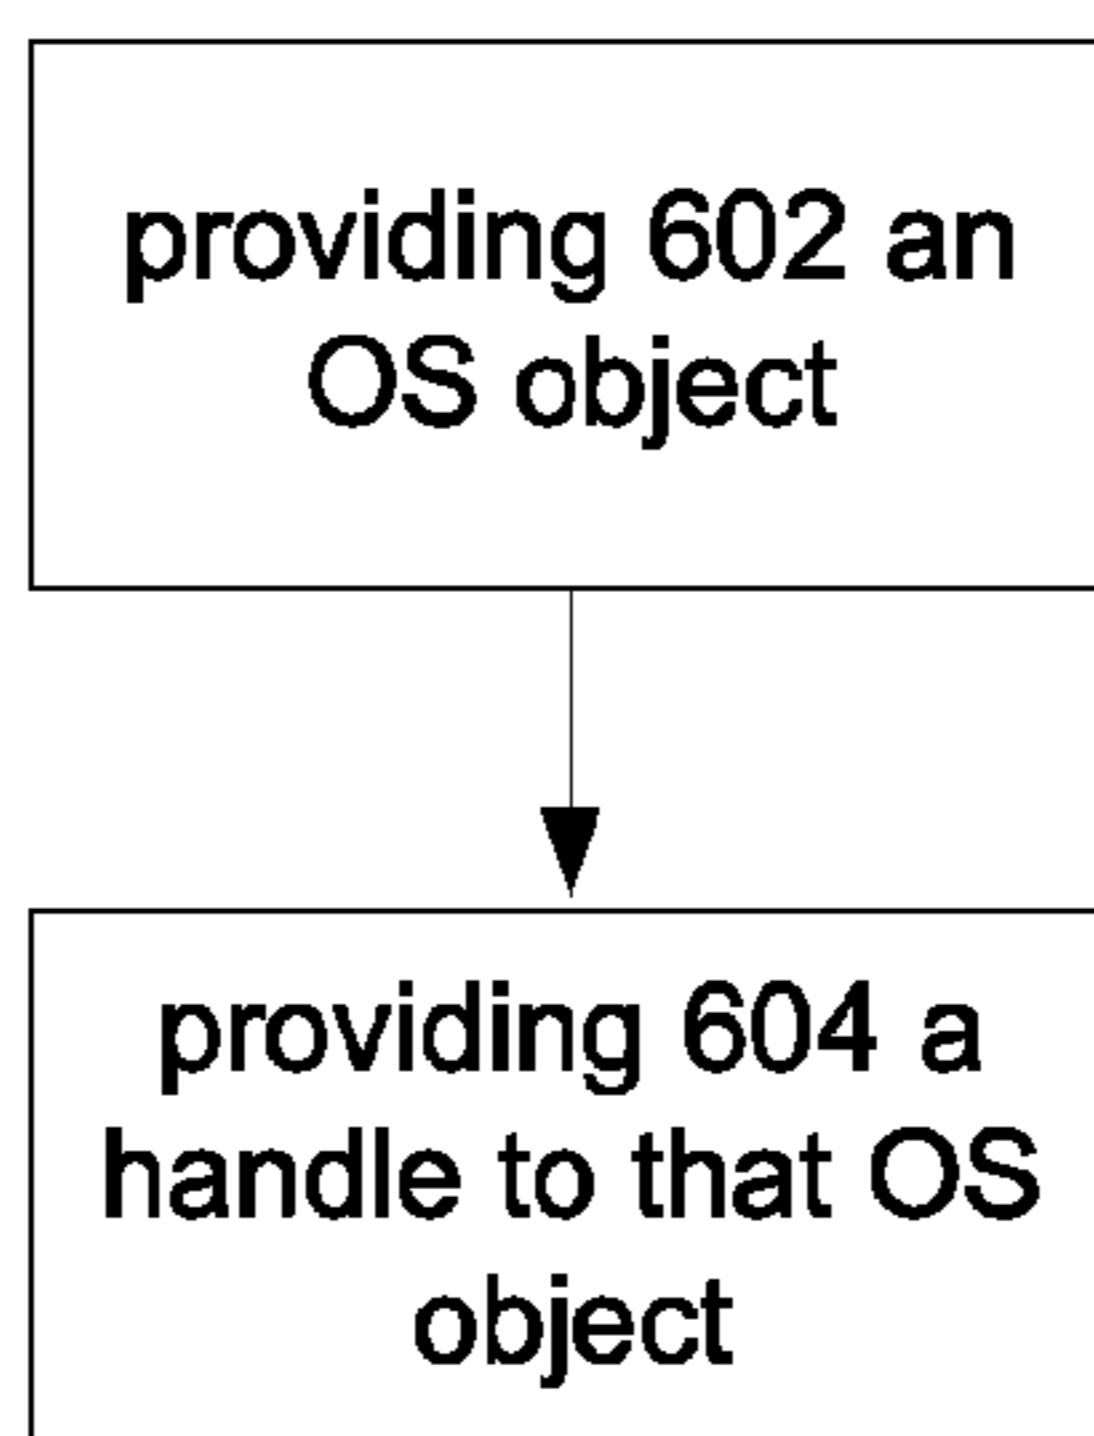 providing 602 an
OS object
providing 604 a
handle to that OS
object